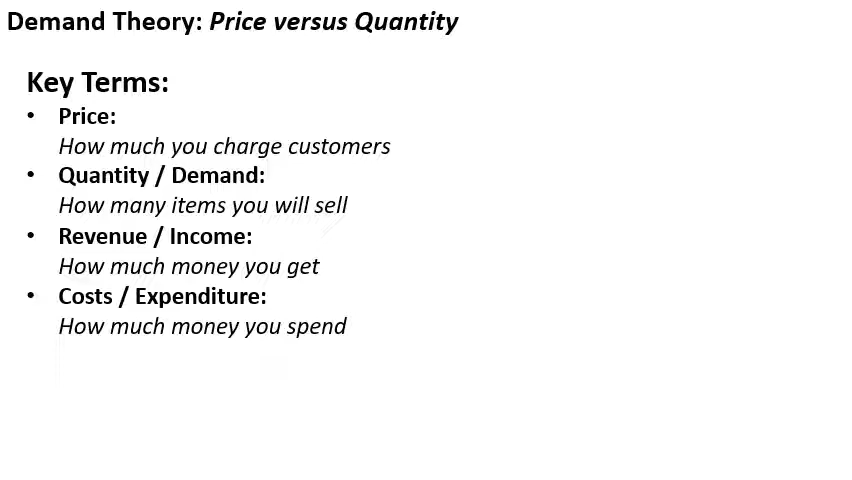 Demand Theory: Price versus Quantity
Key Terms:
• Price:
How much you charge customers
• Quantity / Demand:
How many items you will sell
• Revenue / Income:
How much money you get
• Costs / Expenditure:
How much money you spend